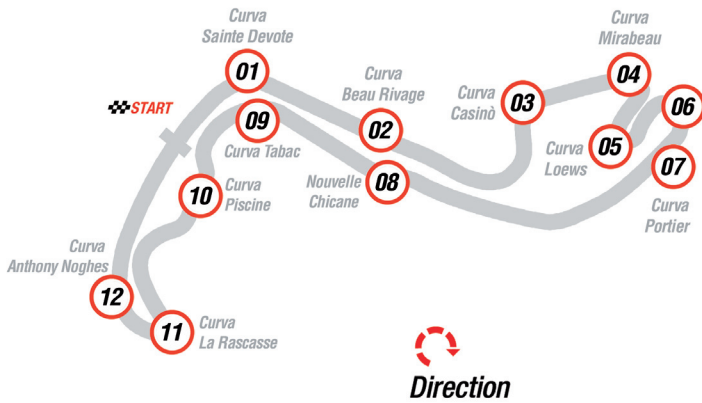 START
01
Curva
Sainte Devote
02
Curva
Beau Rivage
03
Curva
Casinò
04
Curva
Mirabeau
05
Curva
Loews
06
07
Curva
Portier
08
Nouvelle
Chicane
09
Curva Tabac
10
Curva
Piscine
11
Curva
La Rascasse
12
Curva
Anthony Noghes
Direction